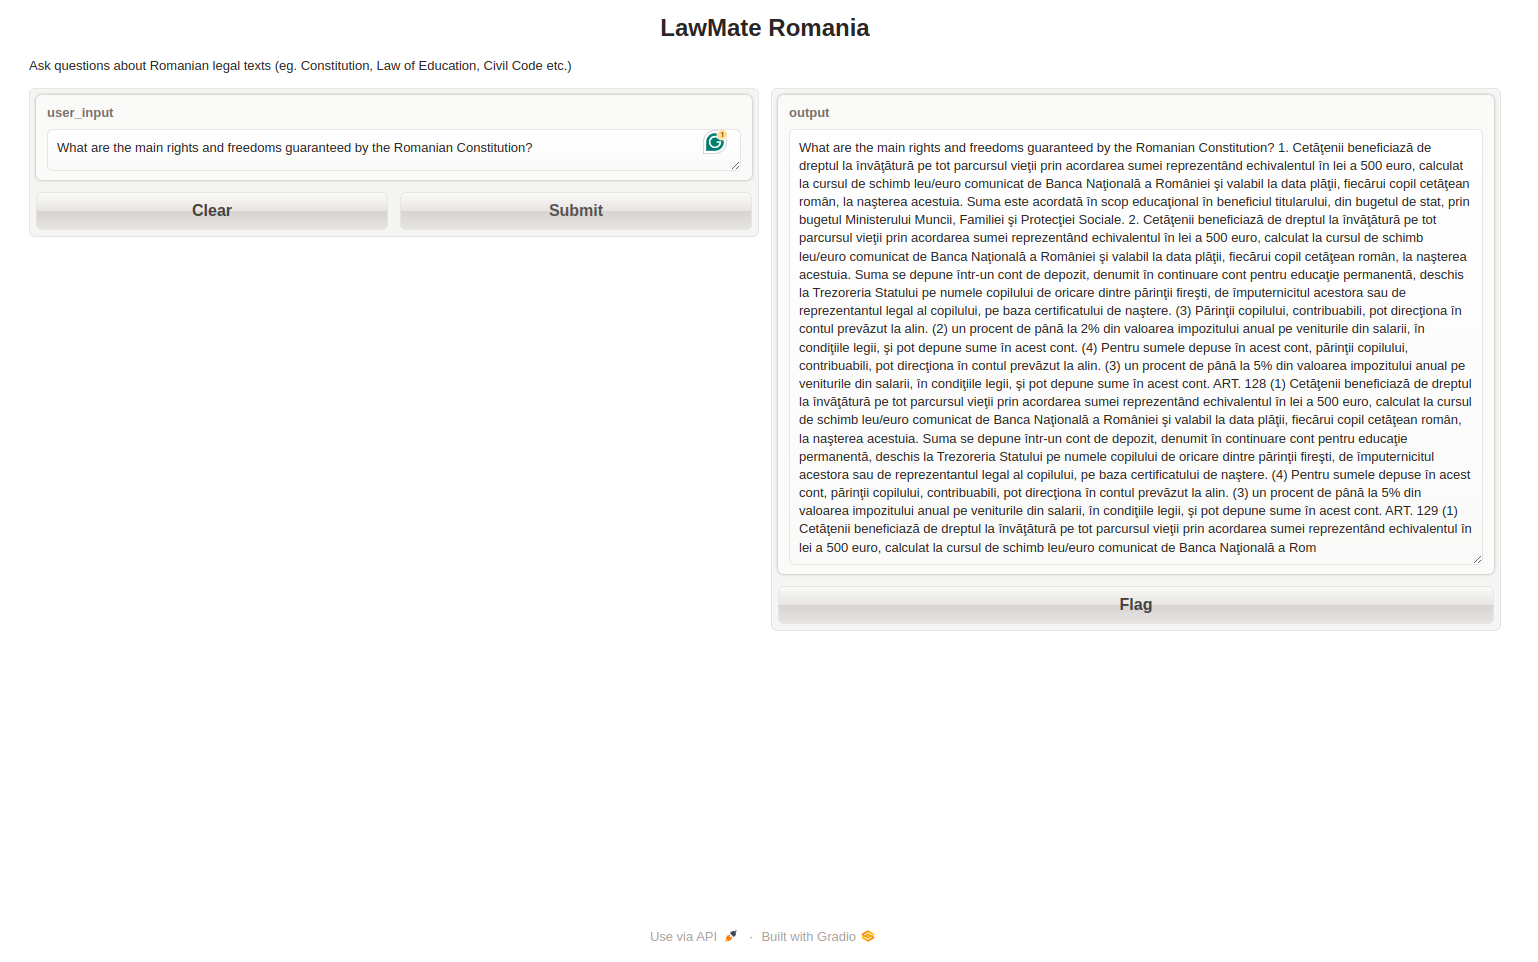 LawMate Romania
Ask questions about Romanian legal texts (eg. Constitution, Law of Education, Civil Code etc.)
user_input
What are the main rights and freedoms guaranteed by the Romanian Constitution?
1
Clear
Submit
output
What are the main rights and freedoms guaranteed by the Romanian Constitution? 1. Cetăţenii beneficiază de
dreptul la învăţătură pe tot parcursul vieţii prin acordarea sumei reprezentând echivalentul în lei a 500 euro, calculat
la cursul de schimb leu/euro comunicat de Banca Naţională a României şi valabil la data plăţii, fiecărui copil cetăţean
român, la naşterea acestuia. Suma este acordată în scop educaţional în beneficiul titularului, din bugetul de stat, prin
bugetul Ministerului Muncii, Familiei şi Protecţiei Sociale. 2. Cetăţenii beneficiază de dreptul la învăţătură pe tot
parcursul vieţii prin acordarea sumei reprezentând echivalentul în lei a 500 euro, calculat la cursul de schimb
leu/euro comunicat de Banca Naţională a României şi valabil la data plăţii, fiecărui copil cetăţean român, la naşterea
acestuia. Suma se depune într-un cont de depozit, denumit în continuare cont pentru educaţie permanentă, deschis
la Trezoreria Statului pe numele copilului de oricare dintre părinţii fireşti, de împuternicitul acestora sau de
reprezentantul legal al copilului, pe baza certificatului de naştere. (3) Părinţii copilului, contribuabili, pot direcţiona în
contul prevăzut la alin. (2) un procent de până la 2% din valoarea impozitului anual pe veniturile din salarii, în
condiţiile legii, şi pot depune sume în acest cont. (4) Pentru sumele depuse în acest cont, părinţii copilului,
contribuabili, pot direcţiona în contul prevăzut la alin. (3) un procent de până la 5% din valoarea impozitului anual pe
veniturile din salarii, în condiţiile legii, şi pot depune sume în acest cont. ART. 128 (1) Cetăţenii beneficiază de dreptul
la învăţătură pe tot parcursul vieţii prin acordarea sumei reprezentând echivalentul în lei a 500 euro, calculat la cursul
de schimb leu/euro comunicat de Banca Naţională a României şi valabil la data plăţii, fiecărui copil cetăţean român,
la naşterea acestuia. Suma se depune într-un cont de depozit, denumit în continuare cont pentru educaţie
permanentă, deschis la Trezoreria Statului pe numele copilului de oricare dintre părinţii fireşti, de împuternicitul
acestora sau de reprezentantul legal al copilului, pe baza certificatului de naştere. (4) Pentru sumele depuse în acest
cont, părinţii copilului, contribuabili, pot direcţiona în contul prevăzut la alin. (3) un procent de până la 5% din
valoarea impozitului anual pe veniturile din salarii, în condiţiile legii, şi pot depune sume în acest cont. ART. 129 (1)
Cetăţenii beneficiază de dreptul la învăţătură pe tot parcursul vieţii prin acordarea sumei reprezentând echivalentul în
lei a 500 euro, calculat la cursul de schimb leu/euro comunicat de Banca Naţională a Rom
Flag
Use via API · Built with Gradio